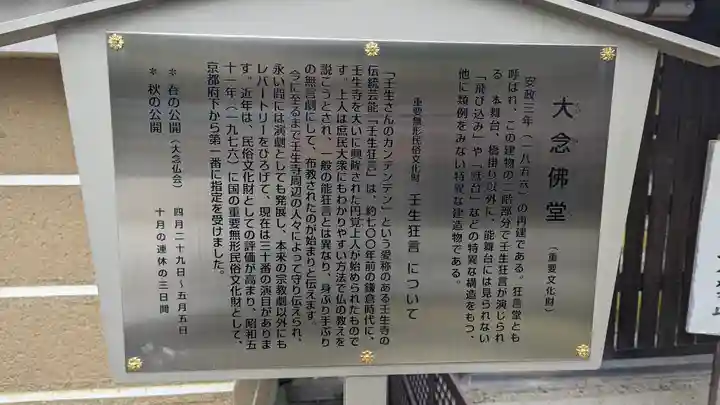 大念佛堂（重要文化財）
安政三年（一八五六）の再建である。狂言堂とも
呼ばれ、この建物の二階部分で壬生狂言が演じられ
る。本舞台、橋掛り以外に、能舞台には見られない
「飛び込み」や「獣台」などの特異な構造をもつ、
他に類例をみない特異な建造物である。
重要無形民俗文化財 壬生狂言 について
「壬生さんのカンデンデン」という愛称のある壬生寺の
伝統芸能「壬生狂言」は、約七〇〇年前の鎌倉時代に、
壬生寺を大いに興隆された円覚上人が始められたもので
す。上人は庶民大衆にもわかりやすい方法で仏の教えを
説こうとされ、一般の能狂言とは異なり、身ぶり手ぶり
の無言劇にして、布教されたのが始まりと伝えます。
今に至るまで壬生寺周辺の人々によって守り伝えられ、
永い間には演劇としても発展し、本来の宗教劇以外にも
レパートリーをひろげて、現在は三十番の演目がありま
す。近年は、民俗文化財としての評価が高まり、昭和五
十一年（一九七六）に国の重要無形民俗文化財として、
京都府下から第一番に指定を受けました。
＊ 春の公開（大念仏会） 四月二十九日～五月五日
＊ 秋の公開 十月の連休の三日間